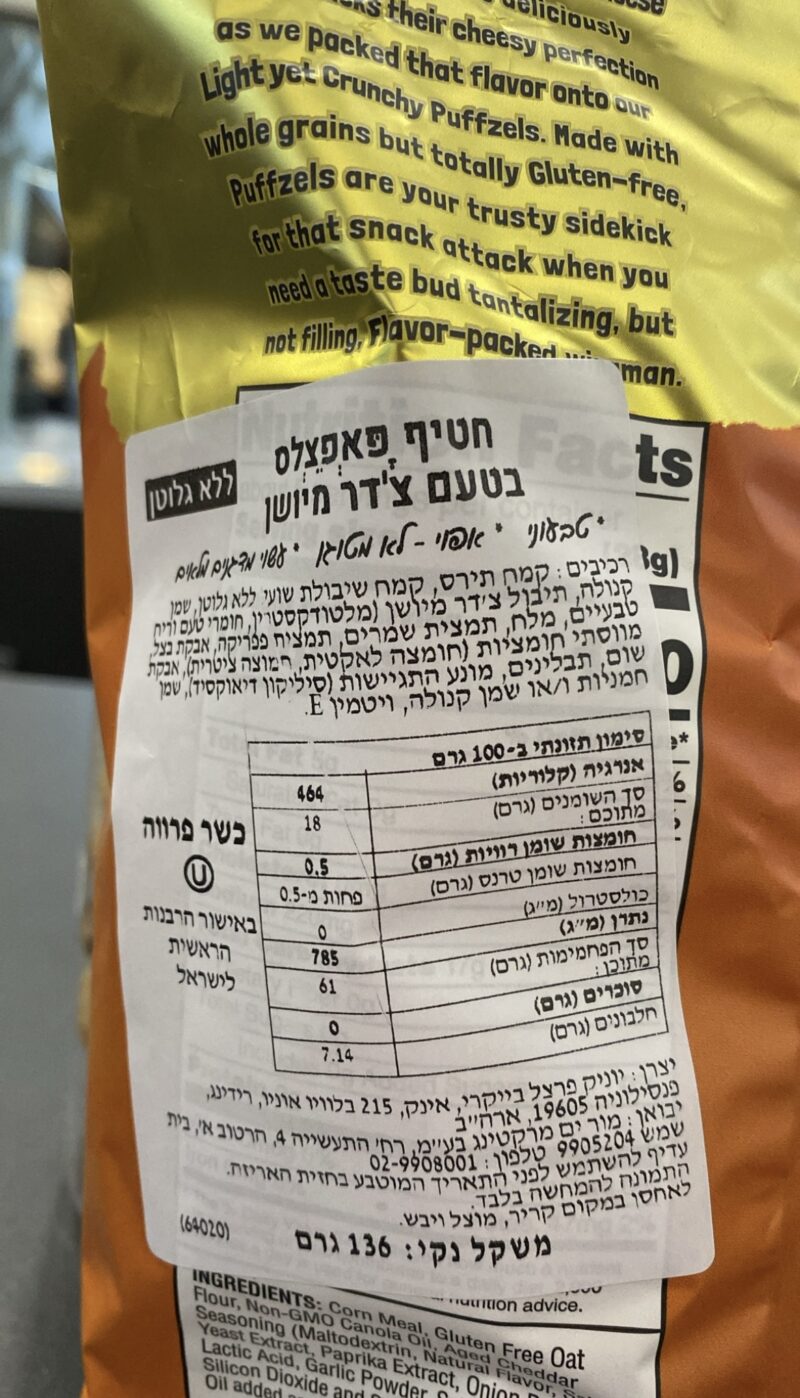 deliciously
their cheesy perfection
as we packed that flavor onto our
Light yet Crunchy Puffzels. Made with
whole grains but totally Gluten-free,
Puffzels are your trusty sidekick
for that snack attack when you
need a taste bud tantalizing, but
not filling, Flavor-packed
man.
Facts
חטיף פָּאפְצֶלס
בטעם צ'דר מיושן
ללא גלוטן
* טבעוני * אפוי - לא מטוגן * עשוי מדגנים מלאים
רכיבים: קמח תירס, קמח שיבולת שועי ללא גלוטן, שמן
קנולה, תיבול צ'דר מיושן (מלטודקסטרין, חומרי טעם וריח
טבעיים, מלח, תמצית שמרים, תמצית פפריקה, אבקת בצל,
מווסתי חומציות (חומצה לאקטית, חומצה ציטרית), אבקת
שום, תבלינים, מונע התגיישות (סיליקון דיאוקסיד), שמן
חמניות ו/או שמן קנולה, ויטמין E.
סימון תזונתי ב-100 גרם
אנרגיה (קלוריות) 464
סך השומנים (גרם) 18
מתוכם:
חומצות שומן רוויות (גרם) 0.5
חומצות שומן טרנס (גרם) פחות מ-0.5
כולסטרול (מ"ג) 0
נתרן (מ"ג) 785
סך הפחמימות (גרם) 61
מתוכן:
סוכרים (גרם) 0
חלבונים (גרם) 7.14
כשר פרווה
U
באישור הרבנות
הראשית
לישראל
יצרן: יוניק פרצל בייקרי, אינק, 215 בלוויו אוניו, רידינג,
פנסילוניה 19605, ארה"ב
יבואן: מור ים מרקטינג בע"מ, רח' התעשייה 4, הרטוב א', בית
שמש 9905204 טלפון: 02-9908001
עדיף להשתמש לפני התאריך המוטבע בחזית האריזה.
התמונה להמחשה בלבד.
לאחסן במקום קריר, מוצל ויבש.
משקל נקי: 136 גרם
(64020)
nutrition advice.
INGREDIENTS: Corn Meal, Gluten Free Oat
Flour, Non-GMO Canola Oil, Aged Cheddar
Seasoning (Maltodextrin, Natural Flavor,
Yeast Extract, Paprika Extract, Onion
Lactic Acid, Garlic Powder,
Silicon Dioxide and
Oil added